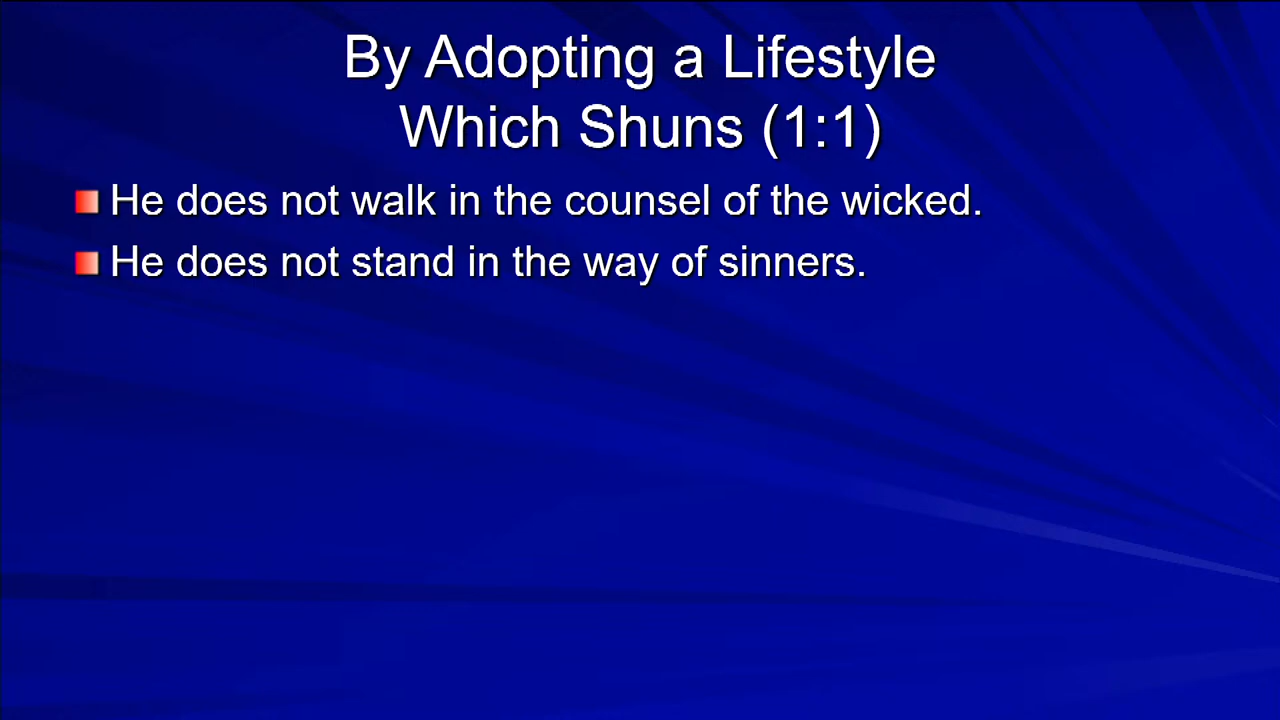 By Adopting a Lifestyle
Which Shuns (1:1)
He does not walk in the counsel of the wicked.
He does not stand in the way of sinners.